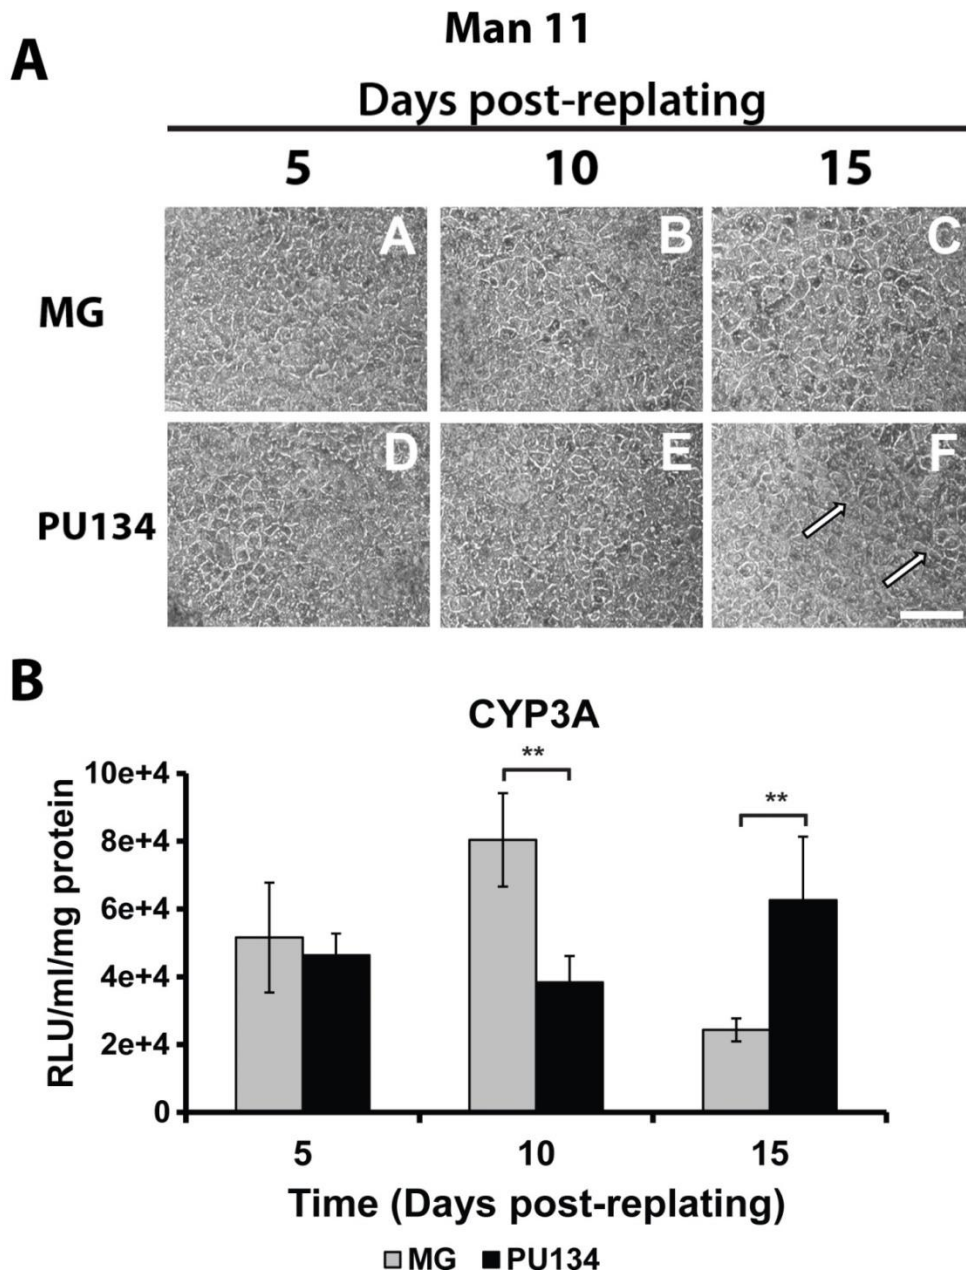 Man 11
A
Days post-replating
5 10 15
MG
A B C
PU134
D E F
B
CYP3A
** **
RLU/ml/mg protein
10e+4
8e+4
6e+4
4e+4
2e+4
0
5 10 15
Time (Days post-replating)
MG PU134